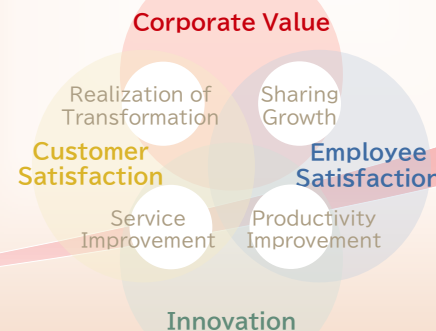 Corporate Value
Realization of
Transformation
Sharing
Growth
Customer
Satisfaction
Employee
Satisfaction
Service
Improvement
Productivity
Improvement
Innovation